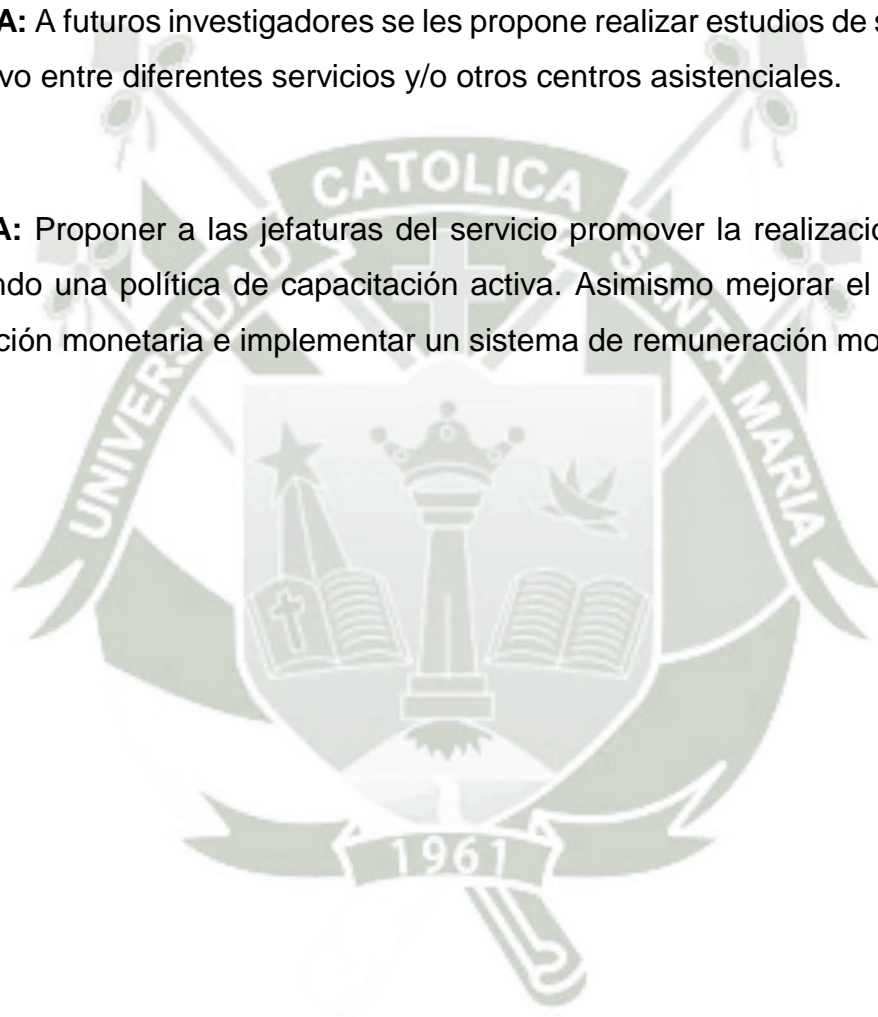 A: A futuros investigadores se les propone realizar estudios de s
vo entre diferentes servicios y/o otros centros asistenciales.
A: Proponer a las jefaturas del servicio promover la realizació
ndo una política de capacitación activa. Asimismo mejorar el
ción monetaria e implementar un sistema de remuneración mo
UNIVERSIDAD CATOLICA SANTA MARIA
1961